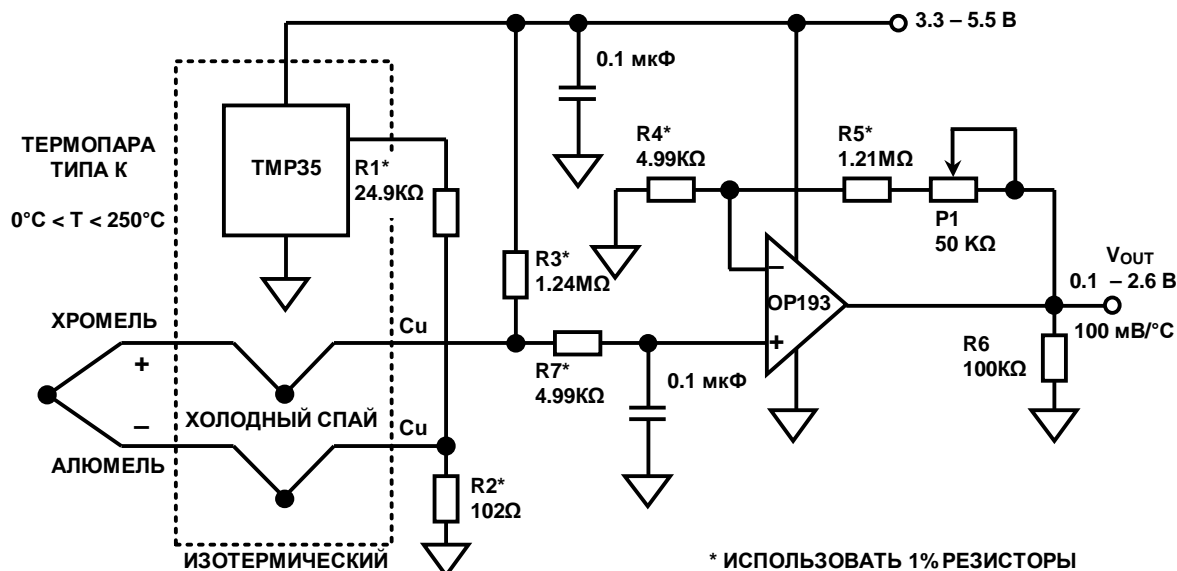 3.3 – 5.5 В
0.1 мкФ
ТЕРМОПАРА
ТИПА К
0°C < T < 250°C
TMP35
R1*
24.9KΩ
R4*
4.99KΩ
R5*
1.21MΩ
P1
50 KΩ
R3*
1.24MΩ
OP193
VOUT
0.1 – 2.6 В
100 мВ/°C
ХРОМЕЛЬ
Cu
+
–
–
+
R7*
4.99KΩ
0.1 мкФ
R6
100KΩ
ХОЛОДНЫЙ СПАЙ
Cu
АЛЮМЕЛЬ
R2*
102Ω
ИЗОТЕРМИЧЕСКИЙ
* ИСПОЛЬЗОВАТЬ 1% РЕЗИСТОРЫ